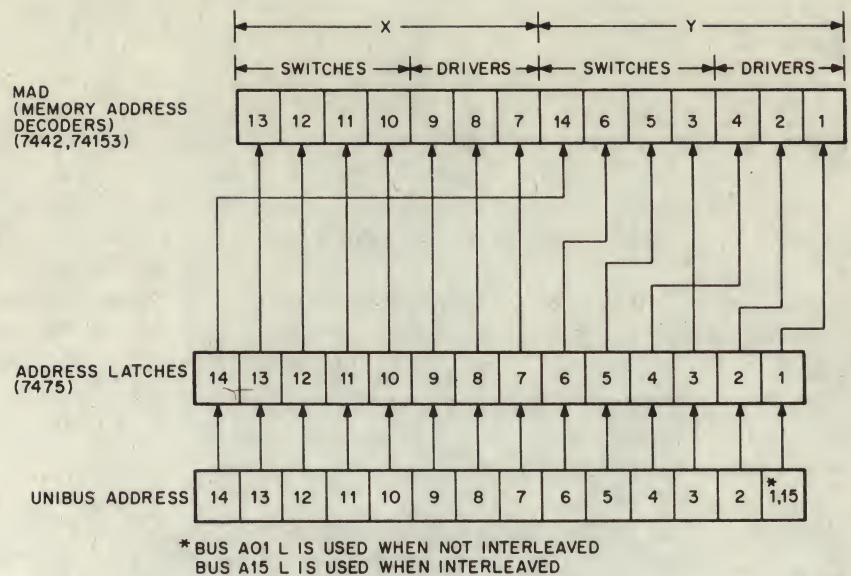 X Y
SWITCHES DRIVERS SWITCHES DRIVERS
MAD
(MEMORY ADDRESS
DECODERS)
(7442,74153)
13 12 11 10 9 8 7 14 6 5 3 4 2 1
ADDRESS LATCHES
(7475)
14 13 12 11 10 9 8 7 6 5 4 3 2 1
UNIBUS ADDRESS
14 13 12 11 10 9 8 7 6 5 4 3 2 *1,15
* BUS A01 L IS USED WHEN NOT INTERLEAVED
BUS A15 L IS USED WHEN INTERLEAVED